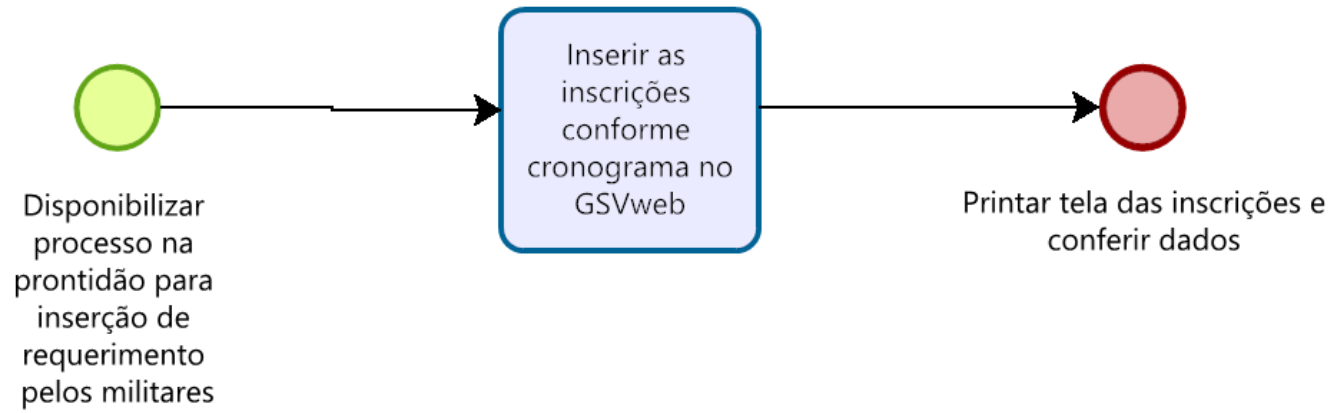 Disponibilizar
processo na
prontidão para
inserção de
requerimento
pelos militares
Inserir as
inscrições
conforme
cronograma no
GSVweb
Printar tela das inscrições e
conferir dados